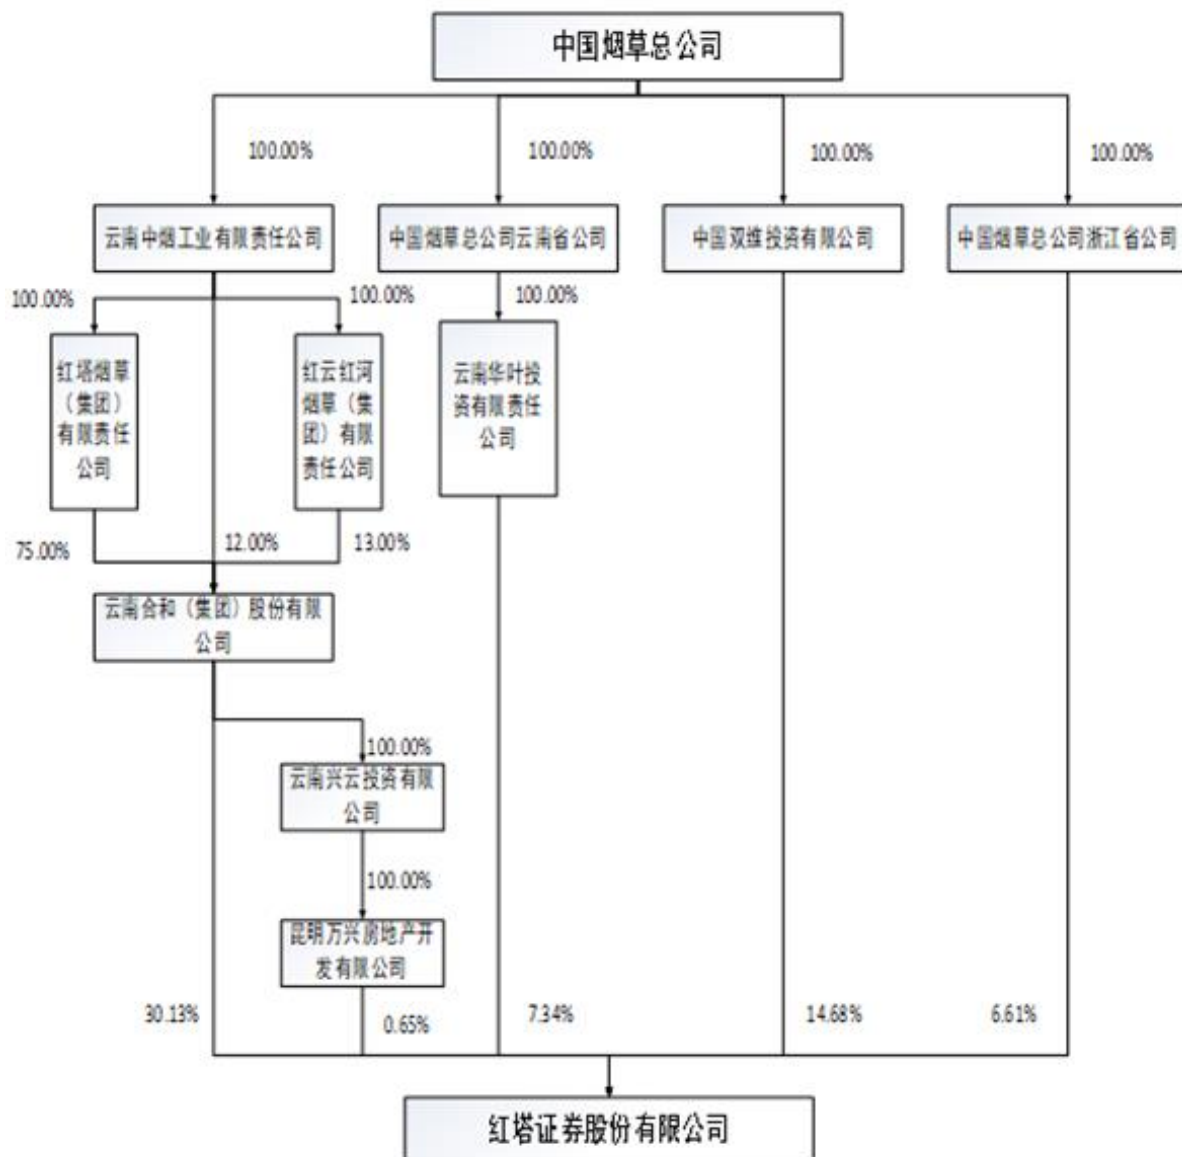 中国烟草总公司
100.00%
100.00%
100.00%
100.00%
云南中烟工业有限责任公司
中国烟草总公司云南省公司
中国双维投资有限公司
中国烟草总公司浙江省公司
100.00%
100.00%
100.00%
红塔烟草
（集团）
有限责任
公司
红云红河
烟草（集
团）有限
责任公司
云南华叶投
资有限责任
公司
75.00%
12.00%
13.00%
云南合和（集团）股份有限
公司
100.00%
云南兴云投资有限
公司
100.00%
昆明万兴房地产开
发有限公司
30.13%
0.65%
7.34%
14.68%
6.61%
红塔证券股份有限公司